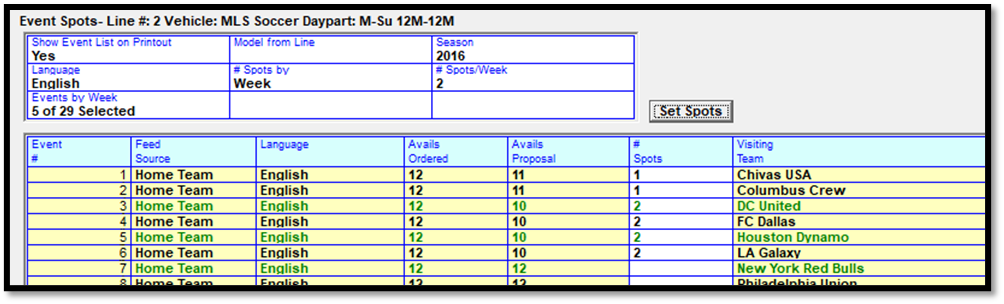 Event Spots- Line #: 2 Vehicle: MLS Soccer Daypart: M-Su 12M-12M
Show Event List on Printout Model from Line Season
Yes 2016
Language # Spots by # Spots/Week
English Week 2
Events by Week
5 of 29 Selected
Set Spots
Event Feed Language Avails Avails # Visiting
# Source Ordered Proposal Spots Team
1 Home Team English 12 11 1 Chivas USA
2 Home Team English 12 11 1 Columbus Crew
3 Home Team English 12 10 2 DC United
4 Home Team English 12 10 2 FC Dallas
5 Home Team English 12 10 2 Houston Dynamo
6 Home Team English 12 10 2 LA Galaxy
7 Home Team English 12 12 New York Red Bulls
8 Home Team English 12 12 Philadelphia Union